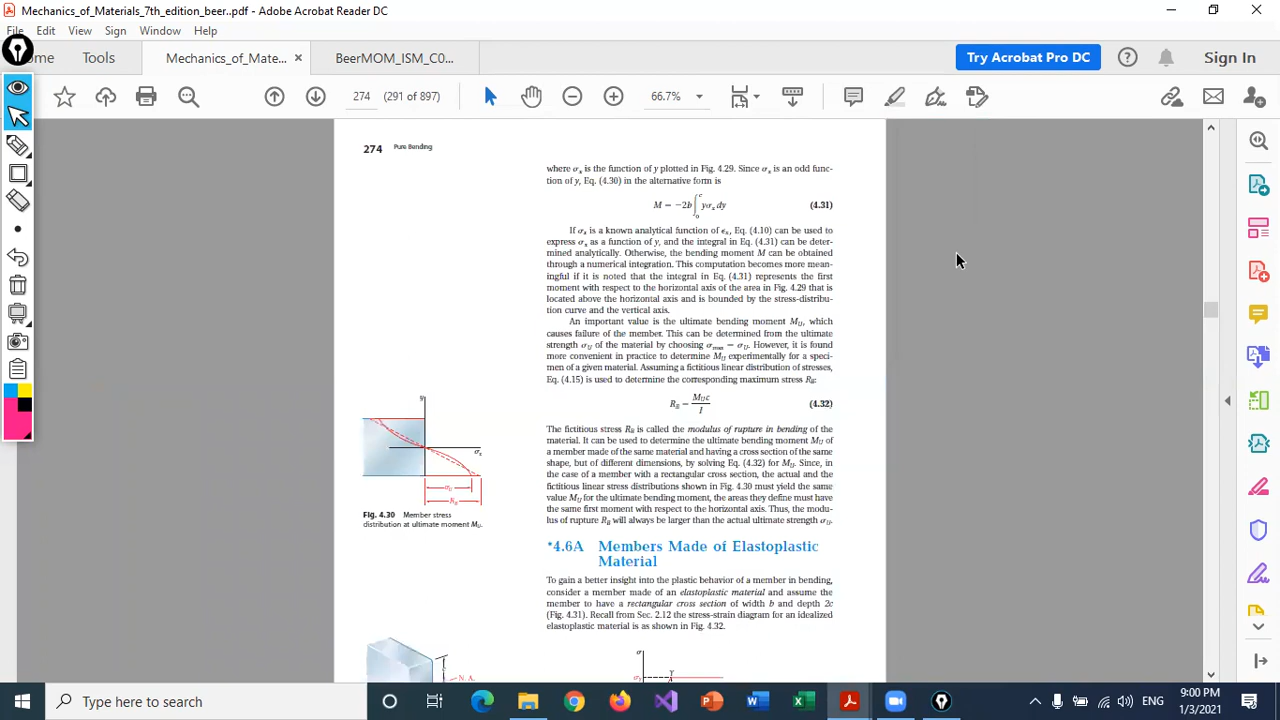 Mechanics_of_Materials_7th_edition_beer..pdf - Adobe Acrobat Reader DC
File Edit View Sign Window Help
ome Tools Mechanics_of_Mate... × BeerMOM_ISM_C0... Try Acrobat Pro DC Sign In
274 (291 of 897) 66.7%
274 Pure Bending
where σx is the function of y plotted in Fig. 4.29. Since σx is an odd func-
tion of y, Eq. (4.30) in the alternative form is
M = −2b∫₀ᶜ yσx dy (4.31)
If σx is a known analytical function of ϵx, Eq. (4.10) can be used to
express σx as a function of y, and the integral in Eq. (4.31) can be deter-
mined analytically. Otherwise, the bending moment M can be obtained
through a numerical integration. This computation becomes more mean-
ingful if it is noted that the integral in Eq. (4.31) represents the first
moment with respect to the horizontal axis of the area in Fig. 4.29 that is
located above the horizontal axis and is bounded by the stress-distribu-
tion curve and the vertical axis.
An important value is the ultimate bending moment MU, which
causes failure of the member. This can be determined from the ultimate
strength σU of the material by choosing σmax = σU. However, it is found
more convenient in practice to determine MU experimentally for a speci-
men of a given material. Assuming a fictitious linear distribution of stresses,
Eq. (4.15) is used to determine the corresponding maximum stress RB:
RB = MUc / I (4.32)
The fictitious stress RB is called the modulus of rupture in bending of the
material. It can be used to determine the ultimate bending moment MU of
a member made of the same material and having a cross section of the same
shape, but of different dimensions, by solving Eq. (4.32) for MU. Since, in
the case of a member with a rectangular cross section, the actual and the
fictitious linear stress distributions shown in Fig. 4.30 must yield the same
value MU for the ultimate bending moment, the areas they define must have
the same first moment with respect to the horizontal axis. Thus, the modu-
lus of rupture RB will always be larger than the actual ultimate strength σU.
y
σx
σU
RB
Fig. 4.30 Member stress
distribution at ultimate moment MU.
*4.6A Members Made of Elastoplastic
Material
To gain a better insight into the plastic behavior of a member in bending,
consider a member made of an elastoplastic material and assume the
member to have a rectangular cross section of width b and depth 2c
(Fig. 4.31). Recall from Sec. 2.12 the stress-strain diagram for an idealized
elastoplastic material is as shown in Fig. 4.32.
σ
Y
N. A.
Type here to search
ENG
9:00 PM
1/3/2021